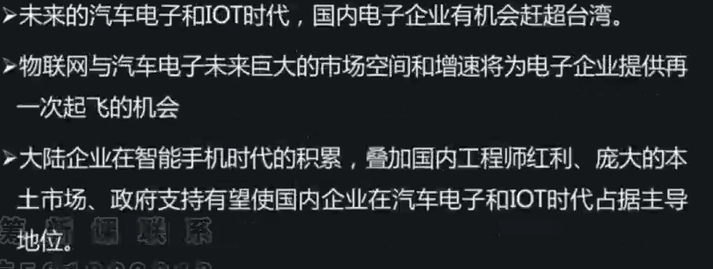 ➢未来的汽车电子和IOT时代，国内电子企业有机会赶超台湾。
➢物联网与汽车电子未来巨大的市场空间和增速将为电子企业提供再
一次起飞的机会
➢大陆企业在智能手机时代的积累，叠加国内工程师红利、庞大的本
土市场、政府支持有望使国内企业在汽车电子和IOT时代占据主导
地位。
课 联 系